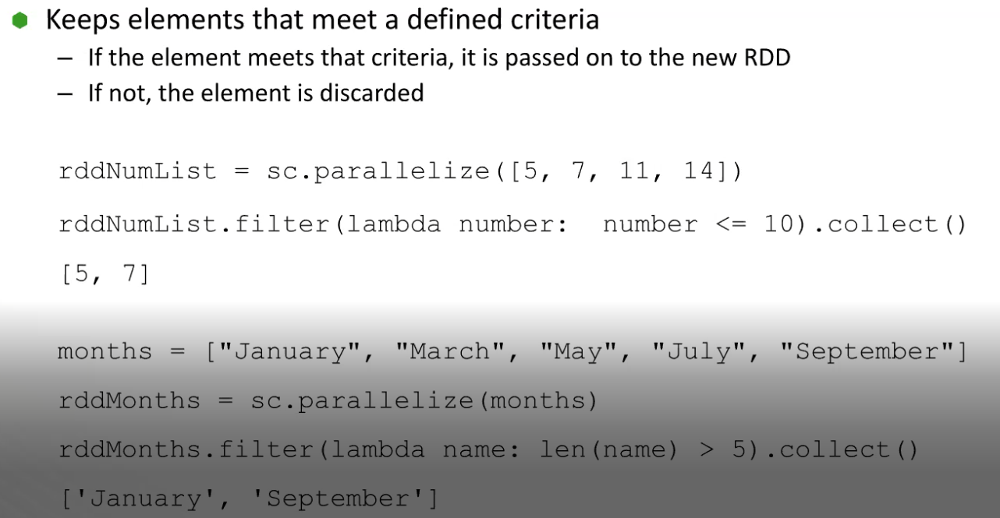 Keeps elements that meet a defined criteria
– If the element meets that criteria, it is passed on to the new RDD
– If not, the element is discarded
rddNumList = sc.parallelize([5, 7, 11, 14])
rddNumList.filter(lambda number:  number <= 10).collect()
[5, 7]
months = ["January", "March", "May", "July", "September"]
rddMonths = sc.parallelize(months)
rddMonths.filter(lambda name: len(name) > 5).collect()
['January', 'September']